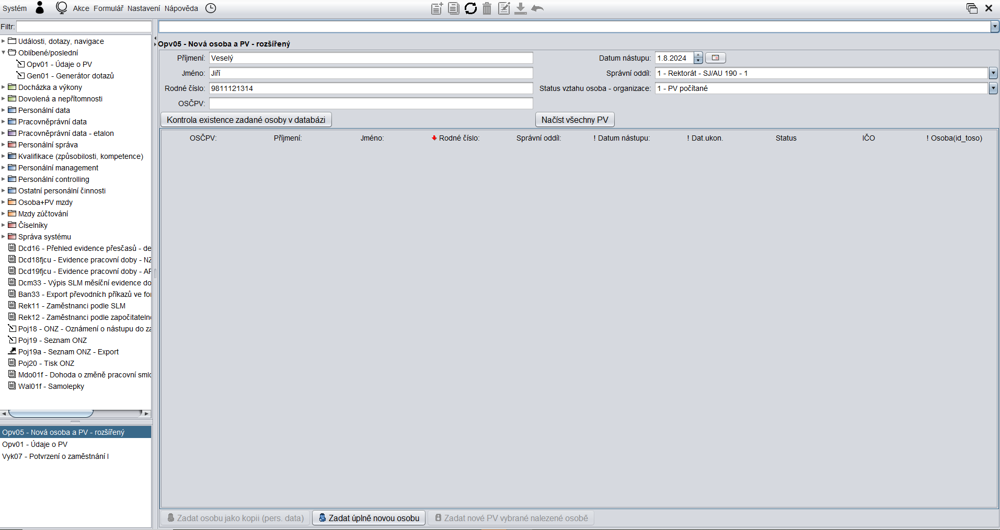 Systém Akce Formulář Nastavení Nápověda
Filtr:
Události, dotazy, navigace
Oblíbené/poslední
Opv01 - Údaje o PV
Gen01 - Generátor dotazů
Docházka a výkony
Dovolená a nepřítomnosti
Personální data
Pracovněprávní data
Pracovněprávní data - etalon
Personální správa
Kvalifikace (způsobilosti, kompetence)
Personální management
Personální controlling
Ostatní personální činnosti
Osoba+PV mzdy
Mzdy zúčtování
Číselníky
Správa systému
Dcd16 - Přehled evidence přesčasů - de
Dcd18fjcu - Evidence pracovní doby - NZ
Dcd19fjcu - Evidence pracovní doby - AF
Dcm33 - Výpis SLM měsíční evidence do
Ban33 - Export převodních příkazů ve for
Rek11 - Zaměstnanci podle SLM
Rek12 - Zaměstnanci podle započitatelno
Poj18 - ONZ - Oznámení o nástupu do za
Poj19 - Seznam ONZ
Poj19a - Seznam ONZ - Export
Poj20 - Tisk ONZ
Mdo01f - Dohoda o změně pracovní smlo
Wal01f - Samolepky
Opv05 - Nová osoba a PV - rozšířený
Opv01 - Údaje o PV
Vyk07 - Potvrzení o zaměstnání I
Opv05 - Nová osoba a PV - rozšířený
Příjmení: Veselý
Datum nástupu: 1.8.2024
Jméno: Jiří
Správní oddíl: 1 - Rektorát - SJ/AU 190 - 1
Rodné číslo: 9811121314
Status vztahu osoba - organizace: 1 - PV počítané
OSČPV:
Kontrola existence zadané osoby v databázi
Načíst všechny PV
OSČPV: Příjmení: Jméno: Rodné číslo: Správní oddíl: ! Datum nástupu: ! Dat.ukon. Status IČO ! Osoba(id_toso)
Zadat osobu jako kopii (pers. data) Zadat úplně novou osobu Zadat nové PV vybrané nalezené osobě